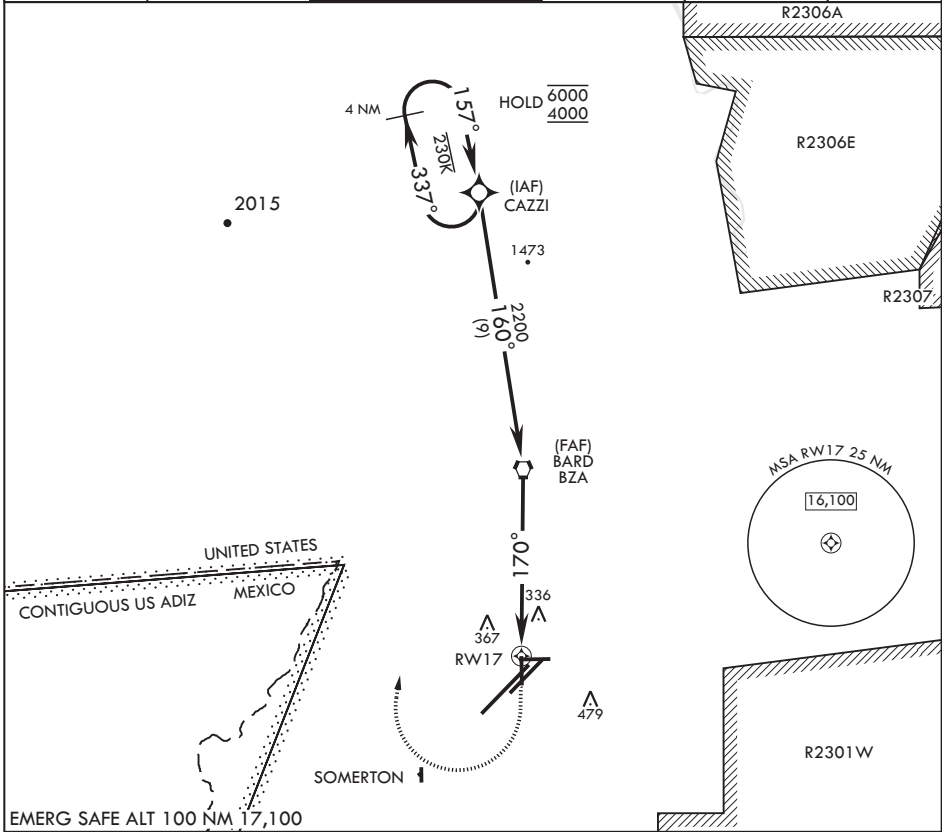 R2306A
4 NM
157°
HOLD 6000
4000
230K
337°
R2306E
(IAF)
CAZZI
2015
1473
R2307
2200
160°
(9)
(FAF)
BARD
BZA
MSA RW17 25 NM
16,100
170°
UNITED STATES
CONTIGUOUS US ADIZ
MEXICO
336
367
RW17
479
SOMERTON
R2301W
EMERG SAFE ALT 100 NM 17,100